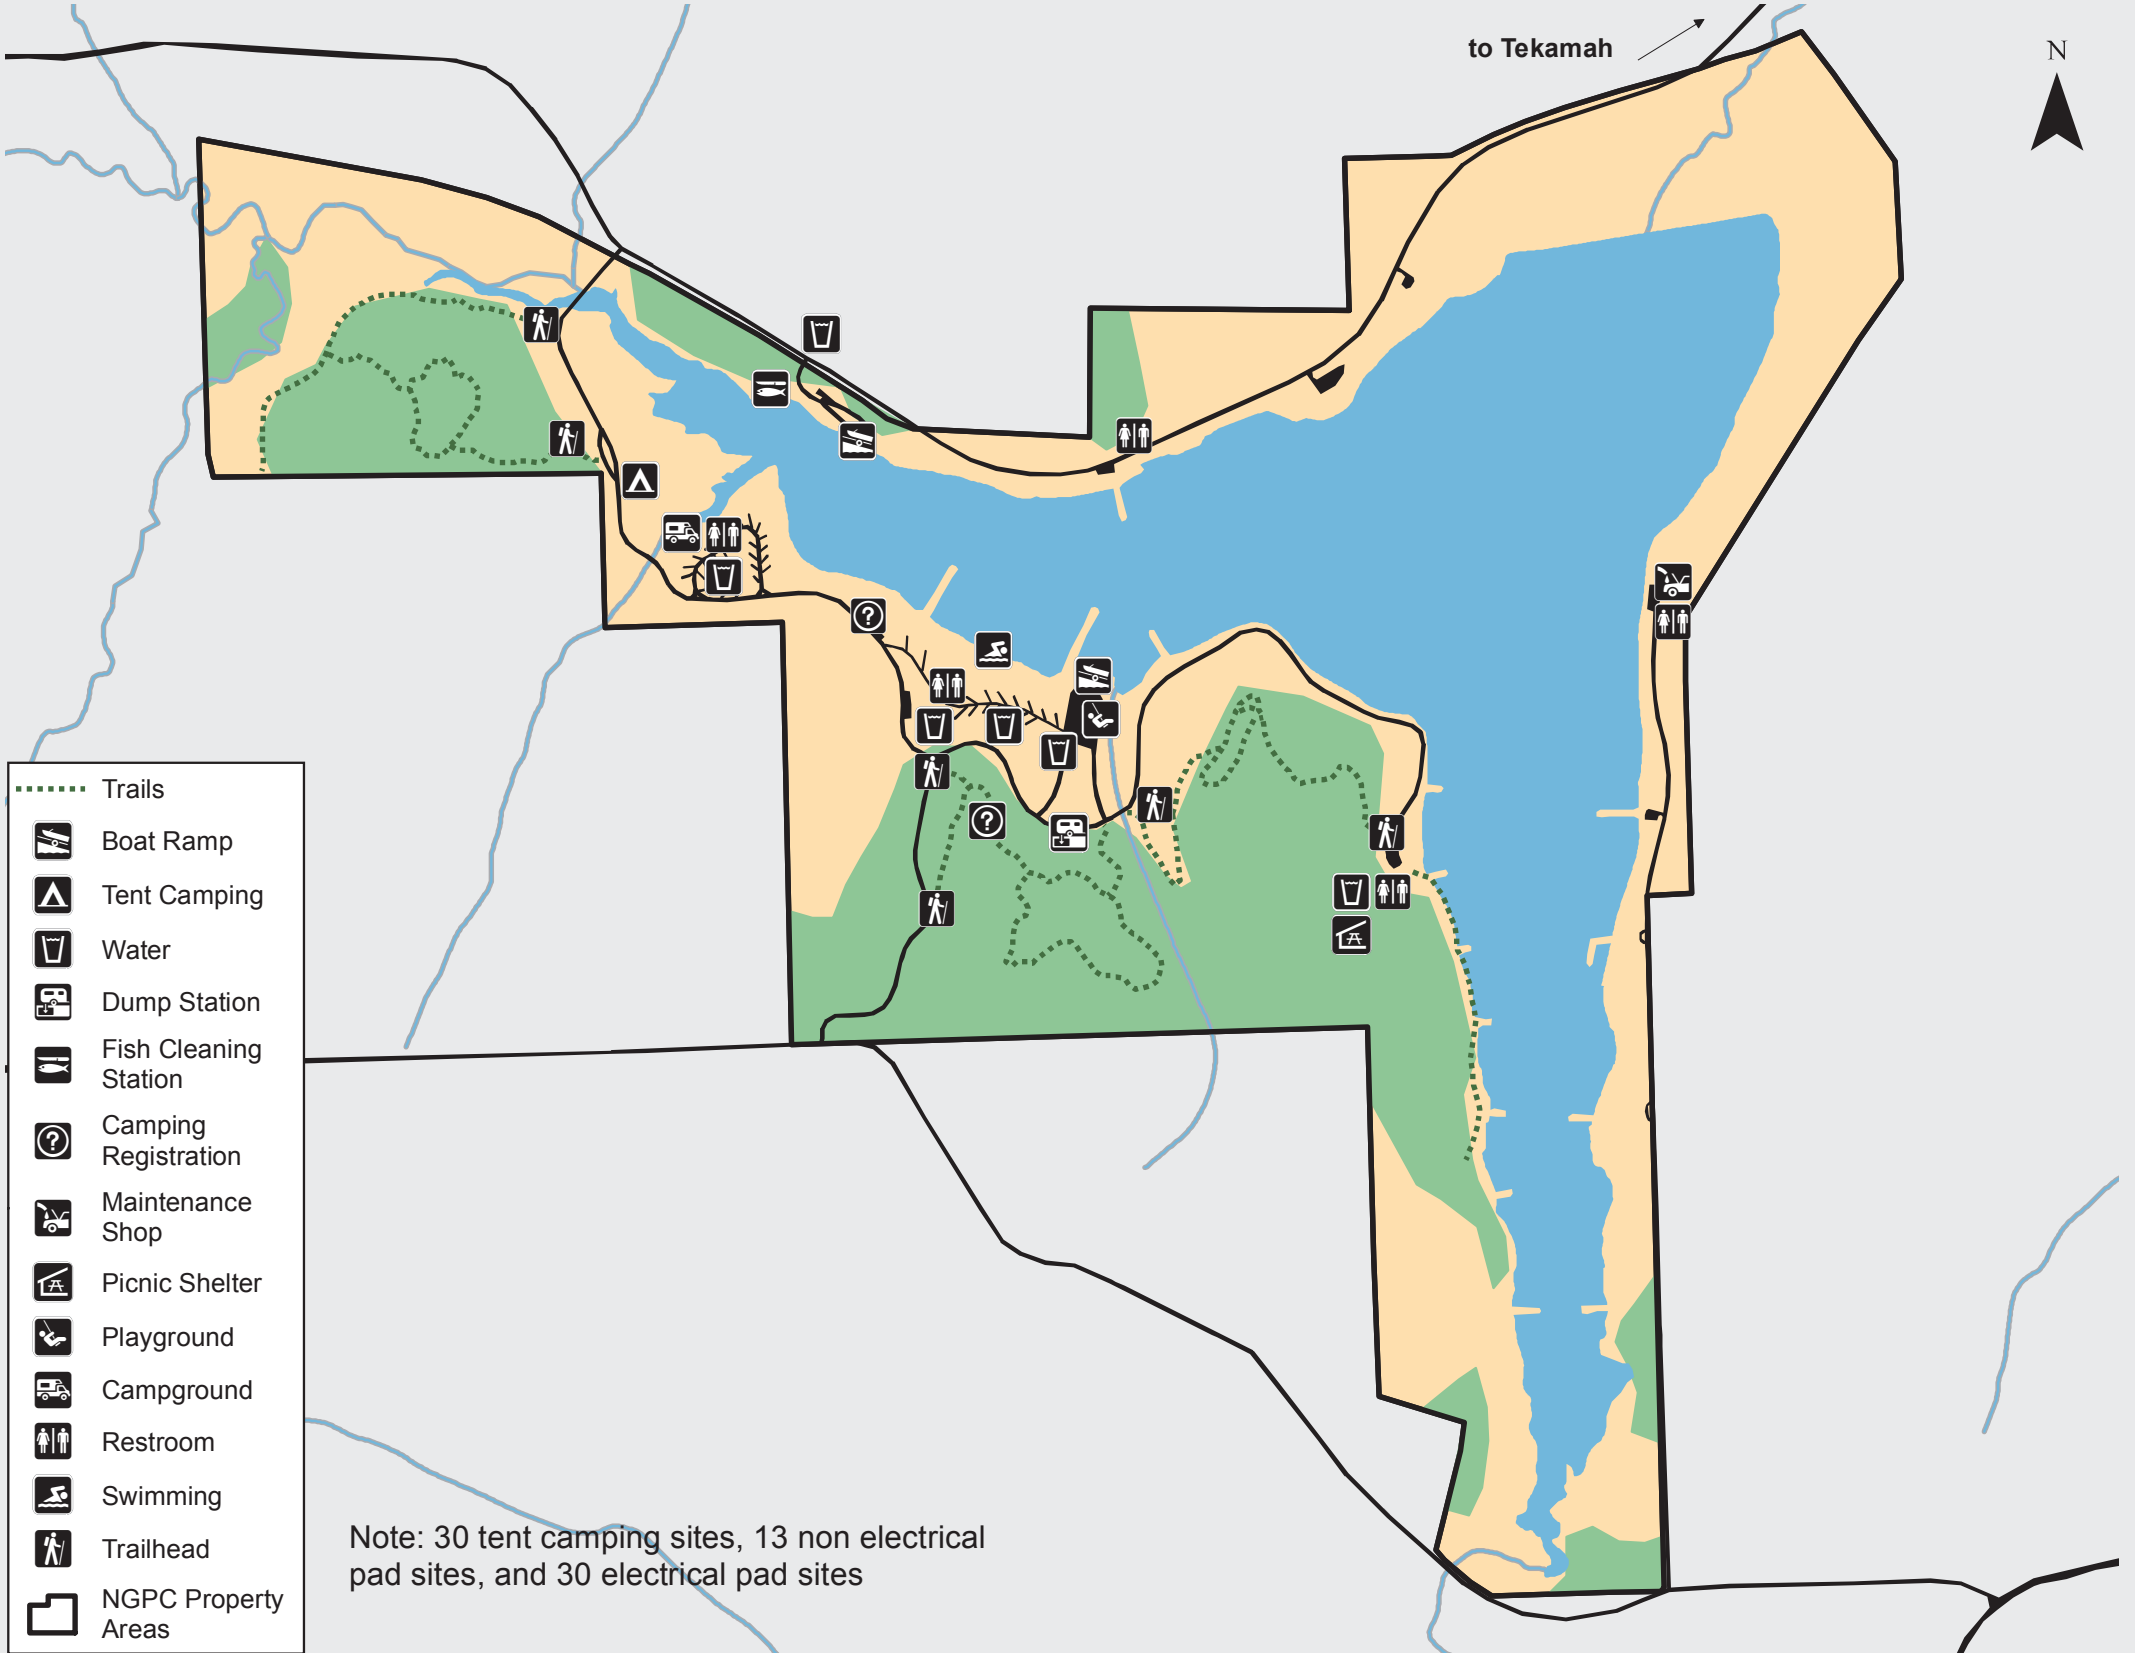 to Tekamah
N
Trails
Boat Ramp
Tent Camping
Water
Dump Station
Fish Cleaning
Station
Camping
Registration
Maintenance
Shop
Picnic Shelter
Playground
Campground
Restroom
Swimming
Trailhead
NGPC Property
Areas
Note: 30 tent camping sites, 13 non electrical
pad sites, and 30 electrical pad sites